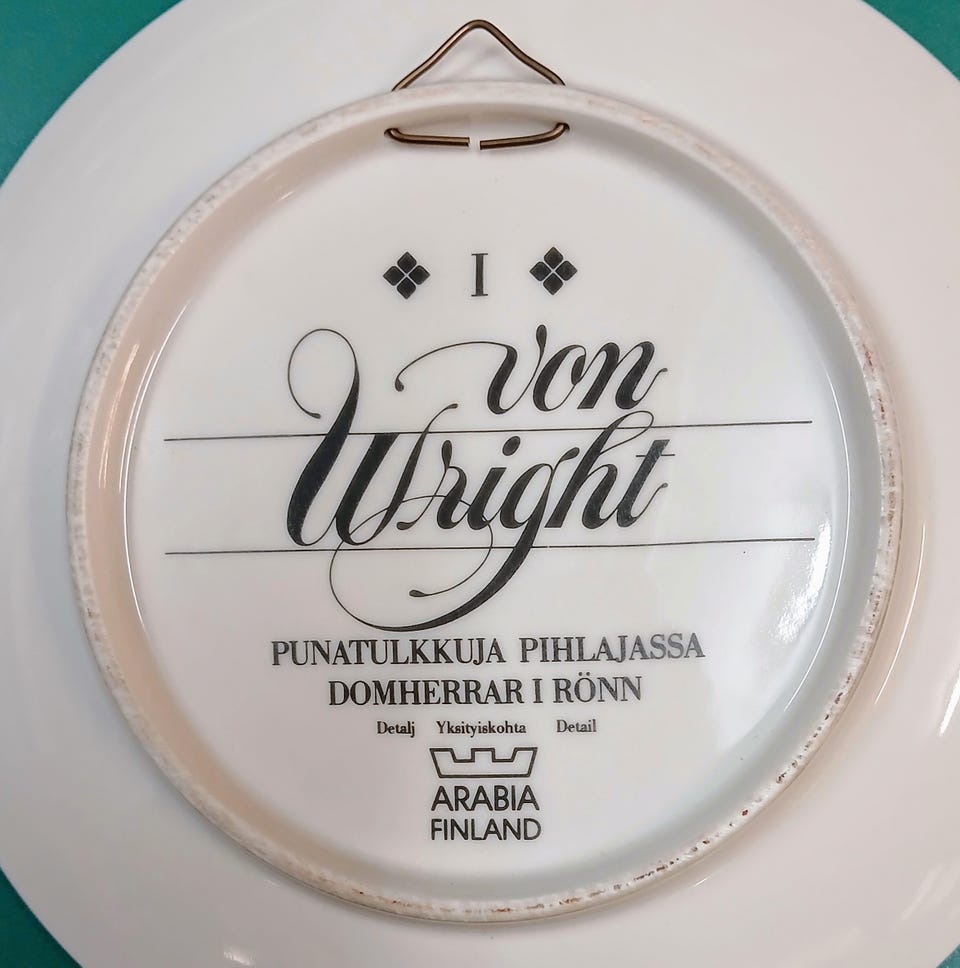 I
von
Wright
PUNATULKKUJA PIHLAJASSA
DOMHERRAR I RÖNN
Detalj Yksityiskohta Detail
ARABIA
FINLAND